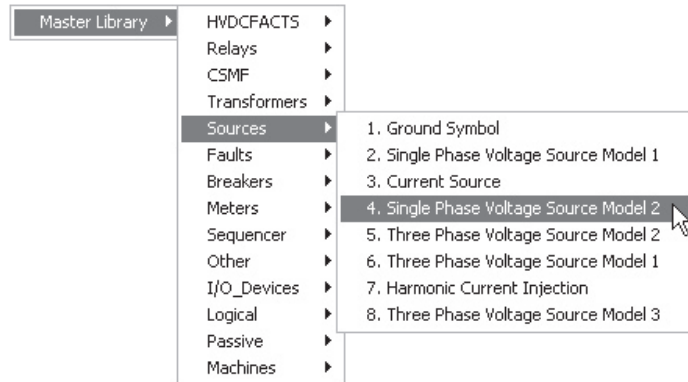 Master Library
HVDCFACTS
Relays
CSMF
Transformers
Sources
Faults
Breakers
Meters
Sequencer
Other
I/O_Devices
Logical
Passive
Machines
1. Ground Symbol
2. Single Phase Voltage Source Model 1
3. Current Source
4. Single Phase Voltage Source Model 2
5. Three Phase Voltage Source Model 2
6. Three Phase Voltage Source Model 1
7. Harmonic Current Injection
8. Three Phase Voltage Source Model 3